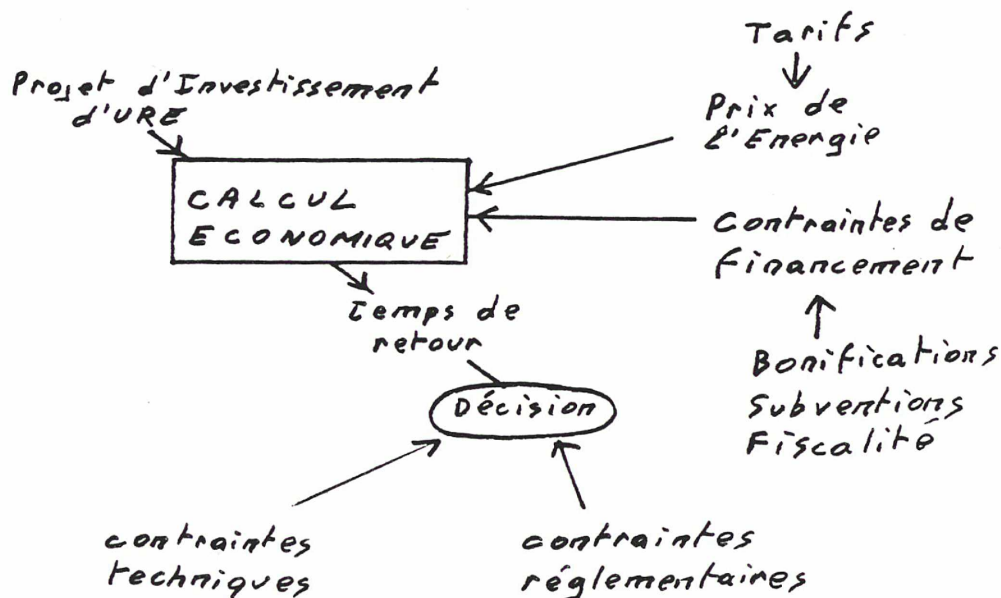 Projet d'Investissement
d'URE
Tarifs
Prix de
l'Energie
CALCUL
ECONOMIQUE
Contraintes de
Financement
Temps de
retour
Bonifications
Subventions
Fiscalité
Décision
contraintes
techniques
contraintes
réglementaires